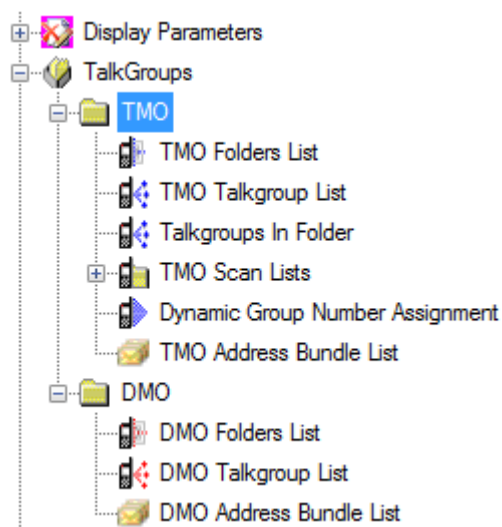 Display Parameters
TalkGroups
TMO
TMO Folders List
TMO Talkgroup List
Talkgroups In Folder
TMO Scan Lists
Dynamic Group Number Assignment
TMO Address Bundle List
DMO
DMO Folders List
DMO Talkgroup List
DMO Address Bundle List